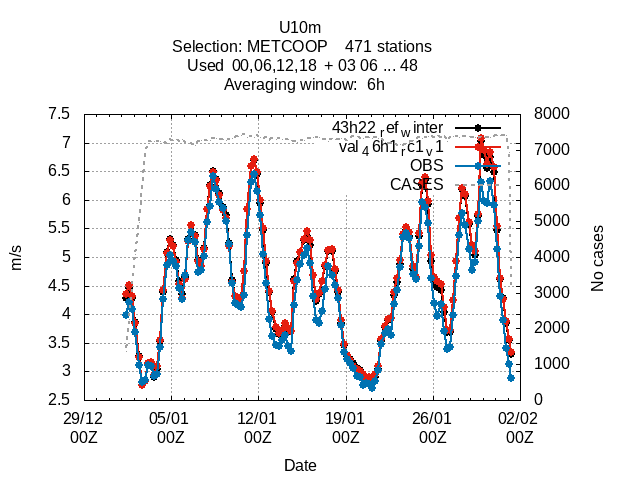 U10m
Selection: METCOOP 471 stations
Used 00,06,12,18 + 03 06 ... 48
Averaging window: 6h
7.5
7
6.5
6
5.5
5
4.5
4
3.5
3
2.5
m/s
8000
7000
6000
5000
4000
3000
2000
1000
0
No cases
43h22_ref_winter
val_46h1_rc1_v1
OBS
CASES
29/12 05/01 12/01 19/01 26/01 02/02
00Z 00Z 00Z 00Z 00Z 00Z
Date